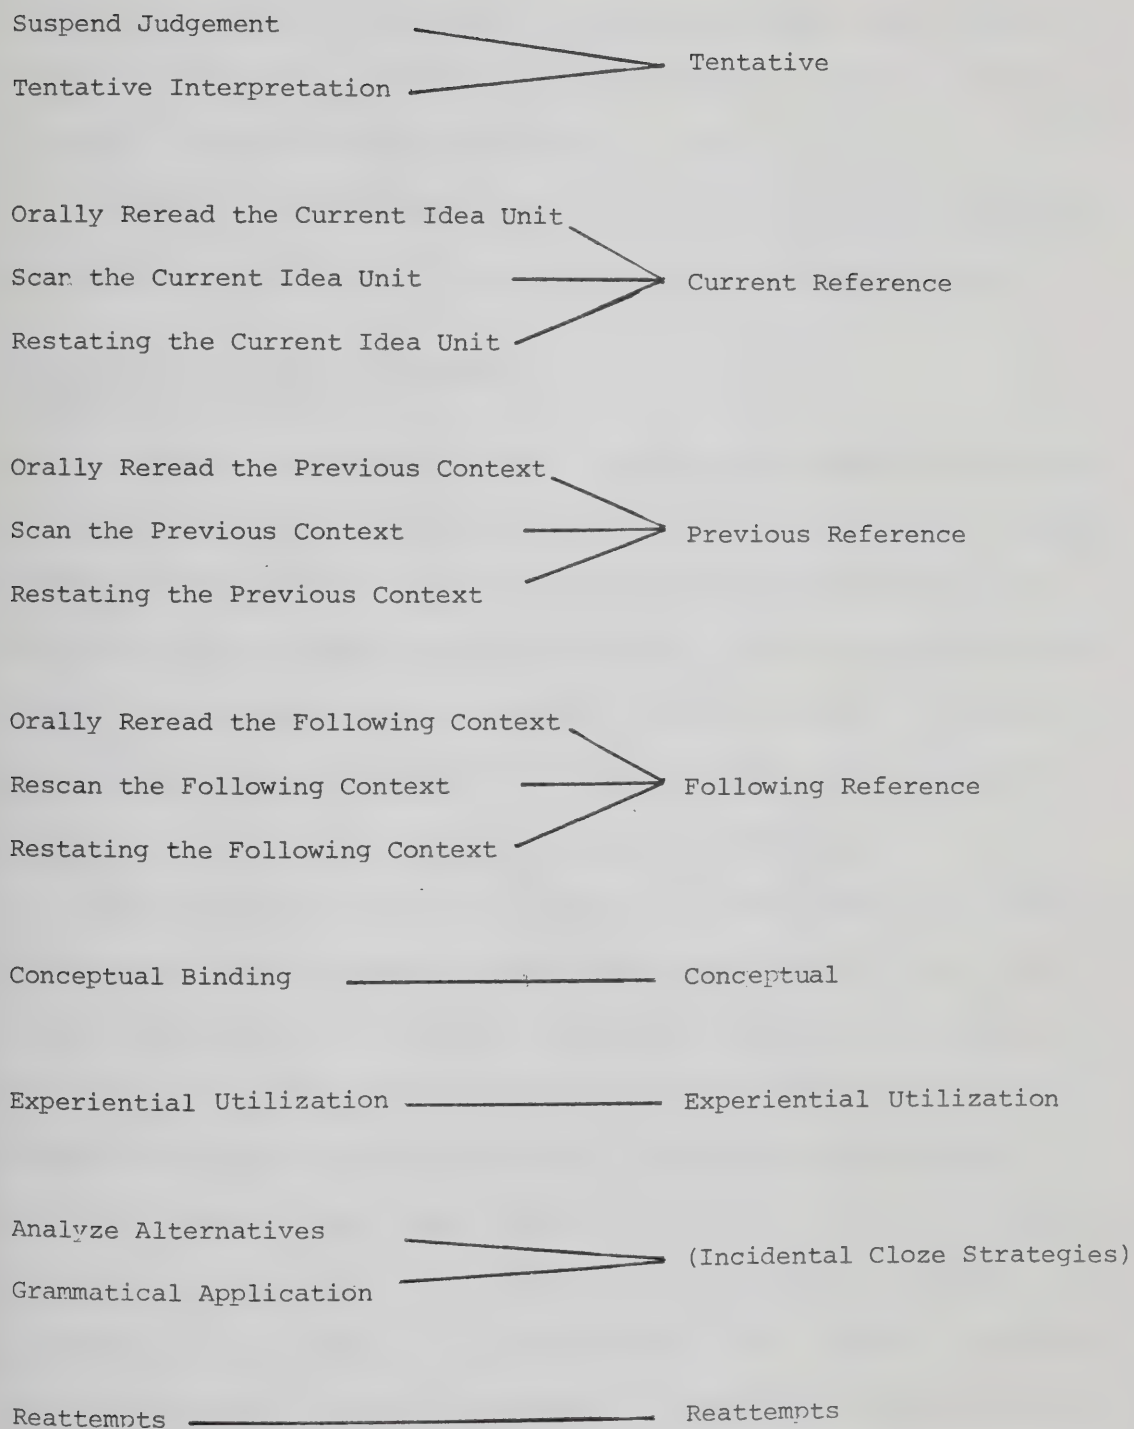 Suspend Judgement
Tentative
Tentative Interpretation
Orally Reread the Current Idea Unit
Scan the Current Idea Unit
Current Reference
Restating the Current Idea Unit
Orally Reread the Previous Context
Scan the Previous Context
Previous Reference
Restating the Previous Context
Orally Reread the Following Context
Rescan the Following Context
Following Reference
Restating the Following Context
Conceptual Binding
Conceptual
Experiential Utilization
Experiential Utilization
Analyze Alternatives
(Incidental Cloze Strategies)
Grammatical Application
Reattempts
Reattempts